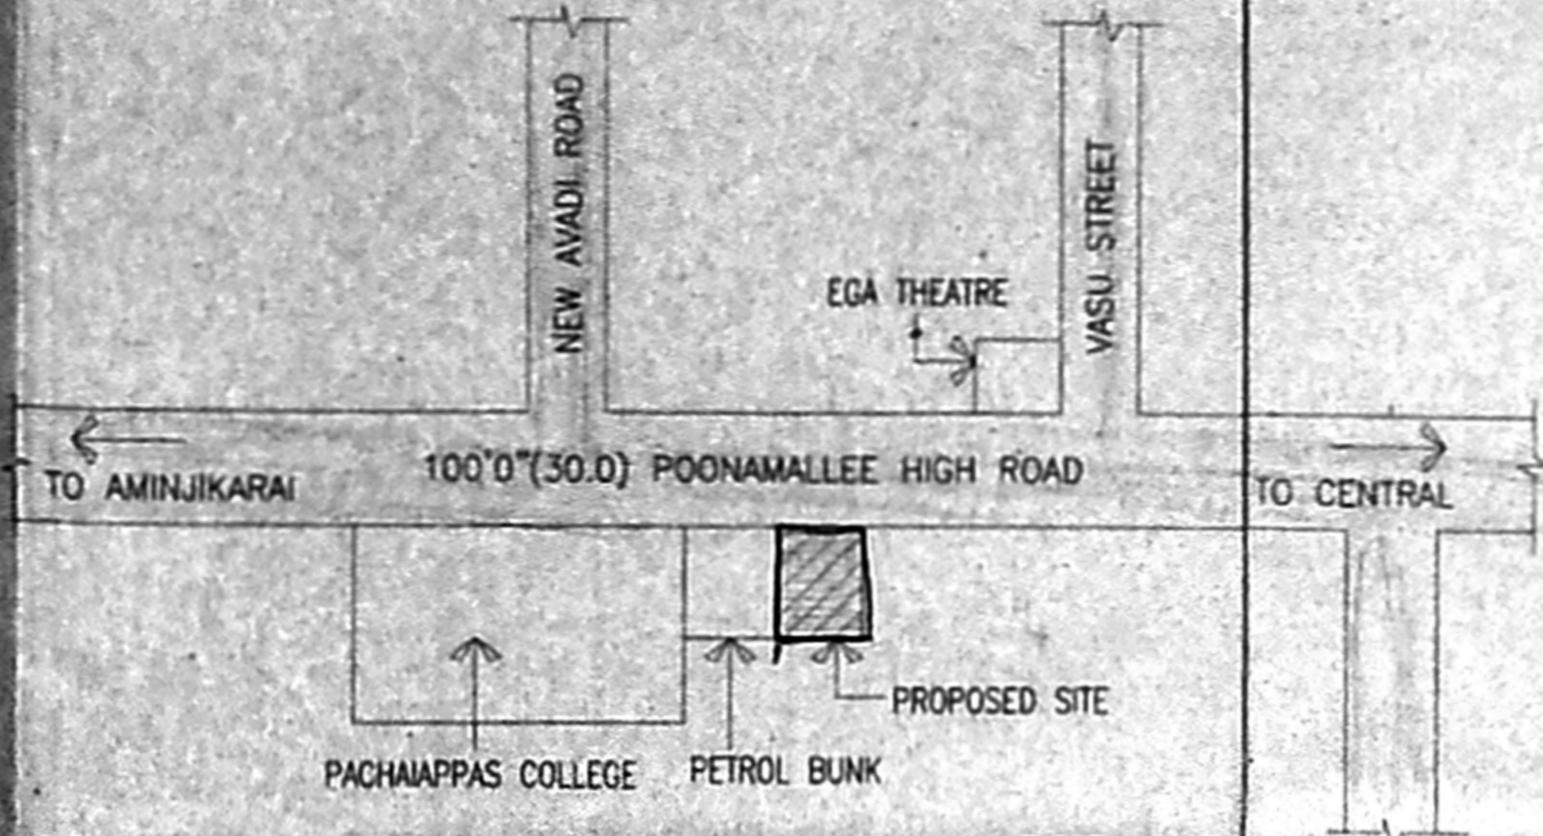 NEW AVADI ROAD
VASU STREET
EGA THEATRE
100'0"(30.0) POONAMALLEE HIGH ROAD
TO AMINJIKARAI
TO CENTRAL
PROPOSED SITE
PACHAIAPPAS COLLEGE
PETROL BUNK